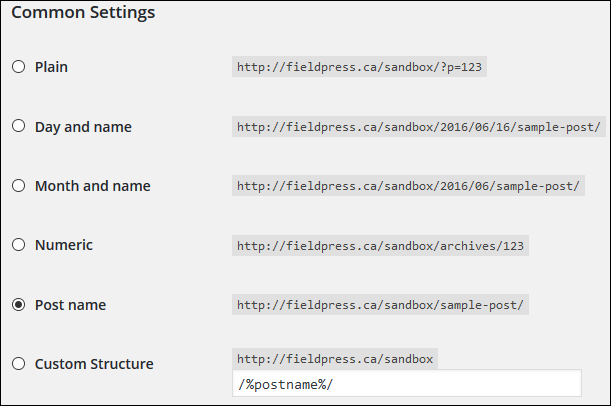 Common Settings
Plain http://fieldpress.ca/sandbox/?p=123
Day and name http://fieldpress.ca/sandbox/2016/06/16/sample-post/
Month and name http://fieldpress.ca/sandbox/2016/06/sample-post/
Numeric http://fieldpress.ca/sandbox/archives/123
Post name http://fieldpress.ca/sandbox/sample-post/
Custom Structure http://fieldpress.ca/sandbox
/%postname%/